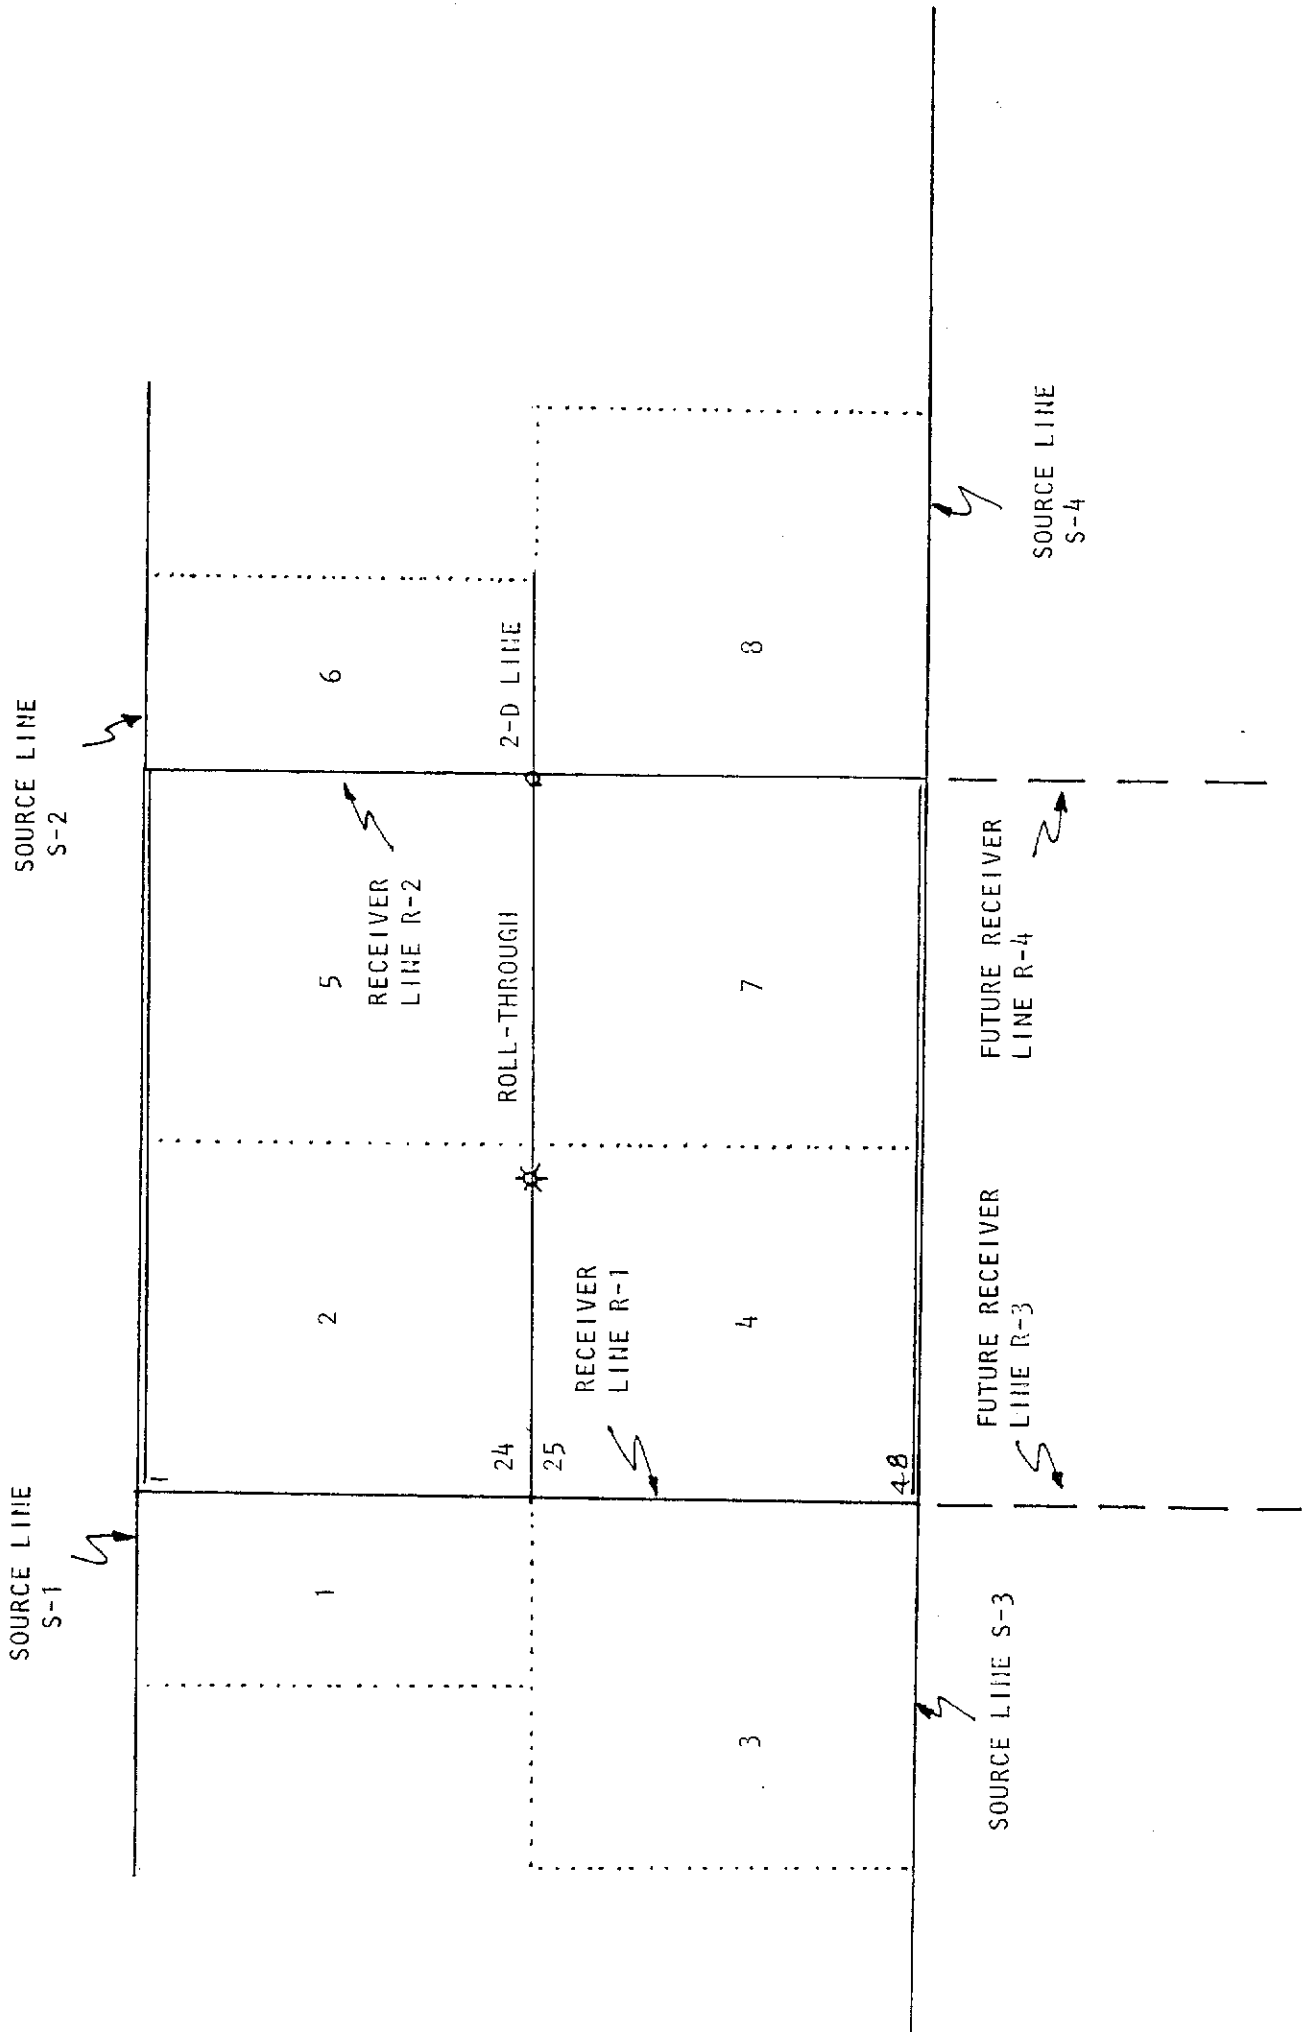 SOURCE LINE
S-1
SOURCE LINE
S-2
1
2
5
6
1
RECEIVER
LINE R-2
24
25
ROLL-THROUGH
2-D LINE
RECEIVER
LINE R-1
3
4
7
8
48
SOURCE LINE S-3
FUTURE RECEIVER
LINE R-3
FUTURE RECEIVER
LINE R-4
SOURCE LINE
S-4